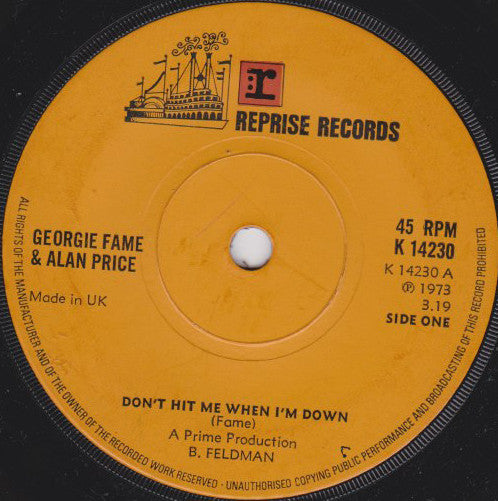 r
REPRISE RECORDS
GEORGIE FAME
& ALAN PRICE
Made in UK
45 RPM
K 14230
K 14230 A
℗ 1973
3.19
SIDE ONE
DON'T HIT ME WHEN I'M DOWN
(Fame)
A Prime Production
B. FELDMAN
ALL RIGHTS OF THE MANUFACTURER AND OF THE OWNER OF THE RECORDED WORK RESERVED · UNAUTHORISED COPYING PUBLIC PERFORMANCE AND BROADCASTING OF THIS RECORD PROHIBITED